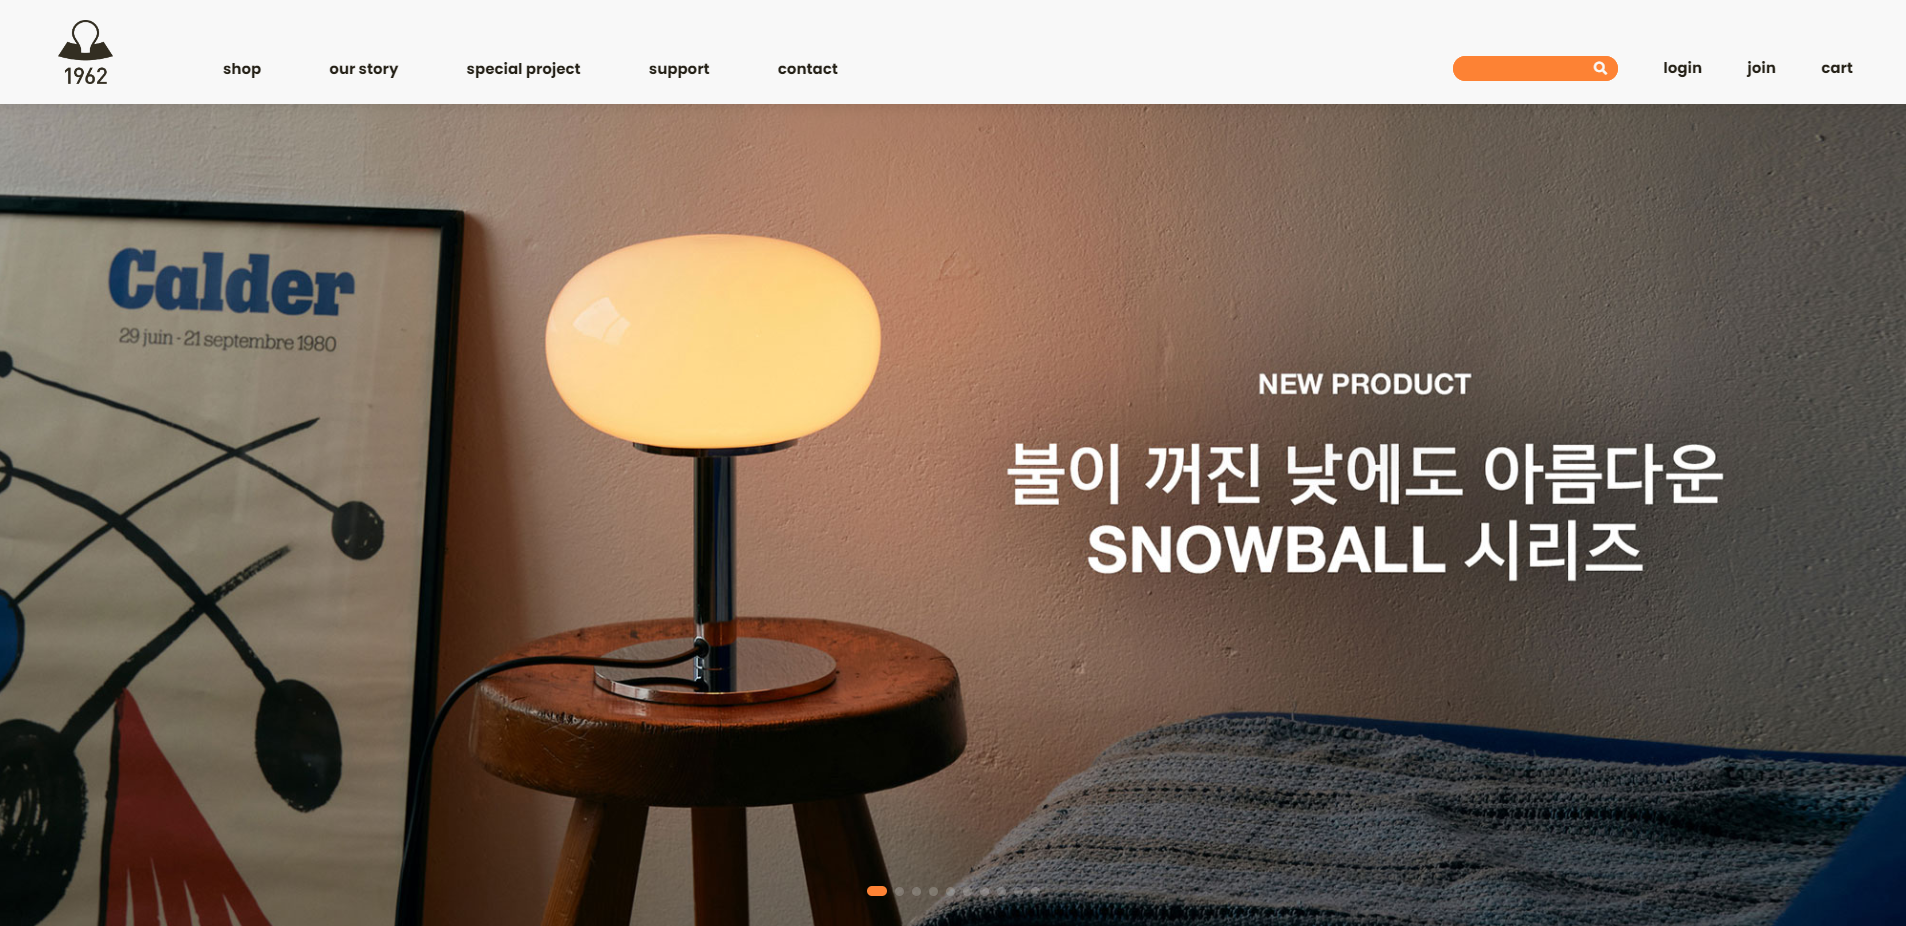 1962
shop
our story
special project
support
contact
login
join
cart
Calder
29 juin - 21 septembre 1980
NEW PRODUCT
불이 꺼진 낮에도 아름다운
SNOWBALL 시리즈